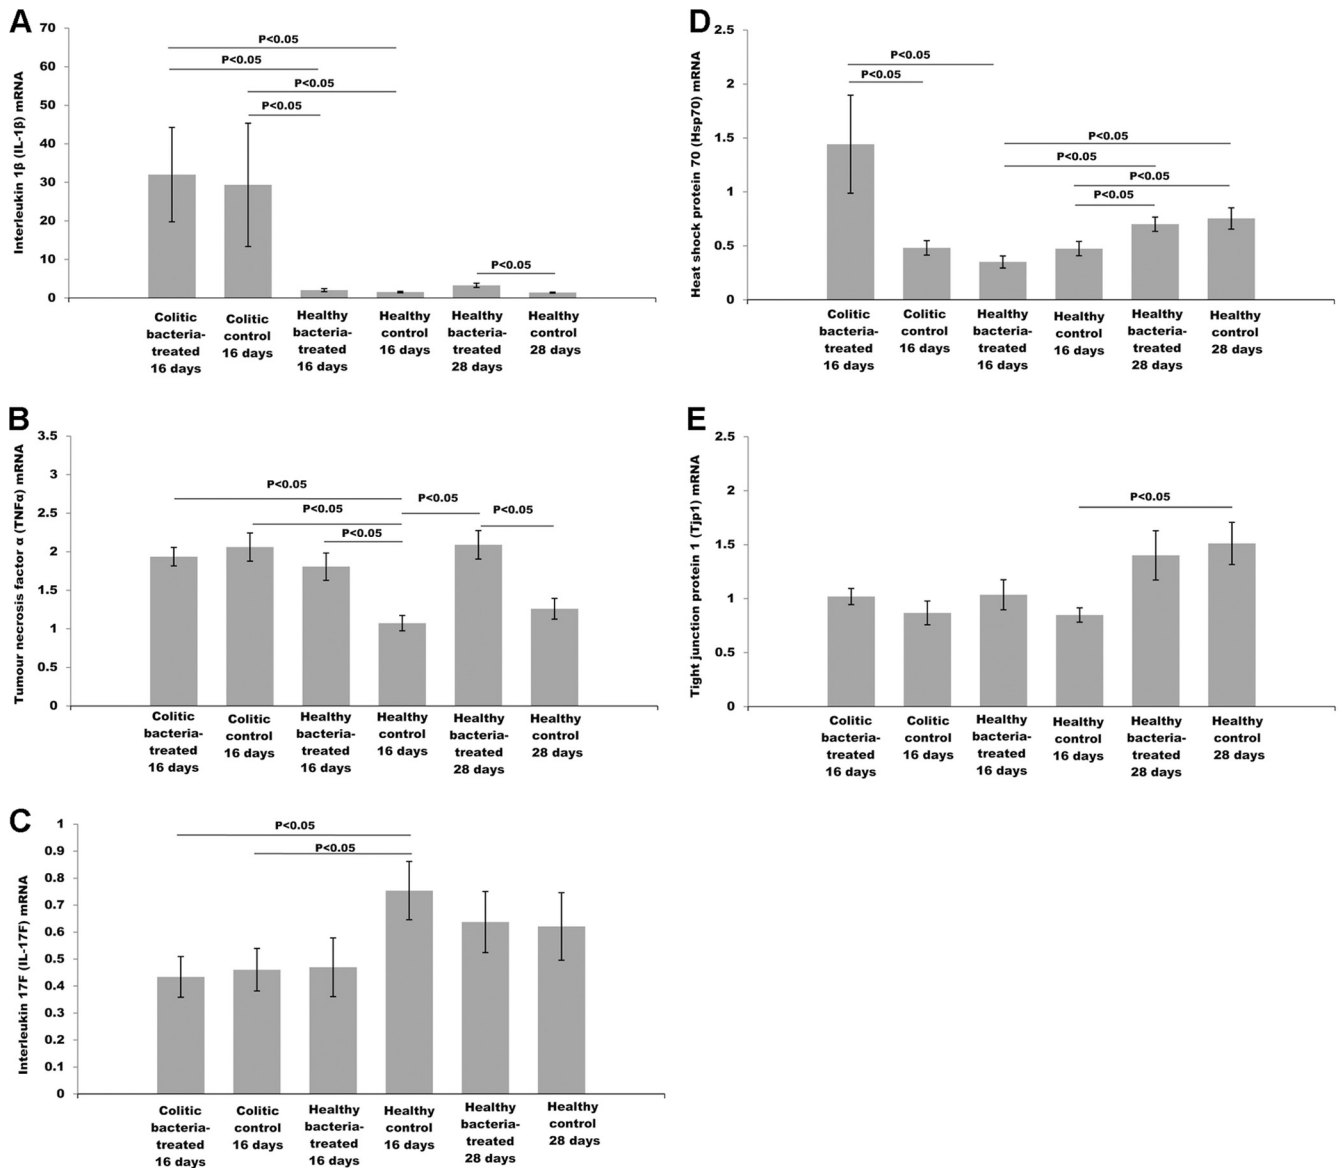 A
Interleukin 1β (IL-1β) mRNA
70
60
50
40
30
20
10
0
P<0.05
P<0.05
P<0.05
P<0.05
P<0.05
Colitic
bacteria-
treated
16 days
Colitic
control
16 days
Healthy
bacteria-
treated
16 days
Healthy
control
16 days
Healthy
bacteria-
treated
28 days
Healthy
control
28 days
B
Tumour necrosis factor α (TNFα) mRNA
3.5
3
2.5
2
1.5
1
0.5
0
P<0.05
P<0.05
P<0.05
P<0.05
P<0.05
Colitic
bacteria-
treated
16 days
Colitic
control
16 days
Healthy
bacteria-
treated
16 days
Healthy
control
16 days
Healthy
bacteria-
treated
28 days
Healthy
control
28 days
C
Interleukin 17F (IL-17F) mRNA
1
0.9
0.8
0.7
0.6
0.5
0.4
0.3
0.2
0.1
0
P<0.05
P<0.05
Colitic
bacteria-
treated
16 days
Colitic
control
16 days
Healthy
bacteria-
treated
16 days
Healthy
control
16 days
Healthy
bacteria-
treated
28 days
Healthy
control
28 days
D
Heat shock protein 70 (Hsp70) mRNA
2.5
2
1.5
1
0.5
0
P<0.05
P<0.05
P<0.05
P<0.05
P<0.05
P<0.05
Colitic
bacteria-
treated
16 days
Colitic
control
16 days
Healthy
bacteria-
treated
16 days
Healthy
control
16 days
Healthy
bacteria-
treated
28 days
Healthy
control
28 days
E
Tight junction protein 1 (Tjp1) mRNA
2.5
2
1.5
1
0.5
0
P<0.05
Colitic
bacteria-
treated
16 days
Colitic
control
16 days
Healthy
bacteria-
treated
16 days
Healthy
control
16 days
Healthy
bacteria-
treated
28 days
Healthy
control
28 days